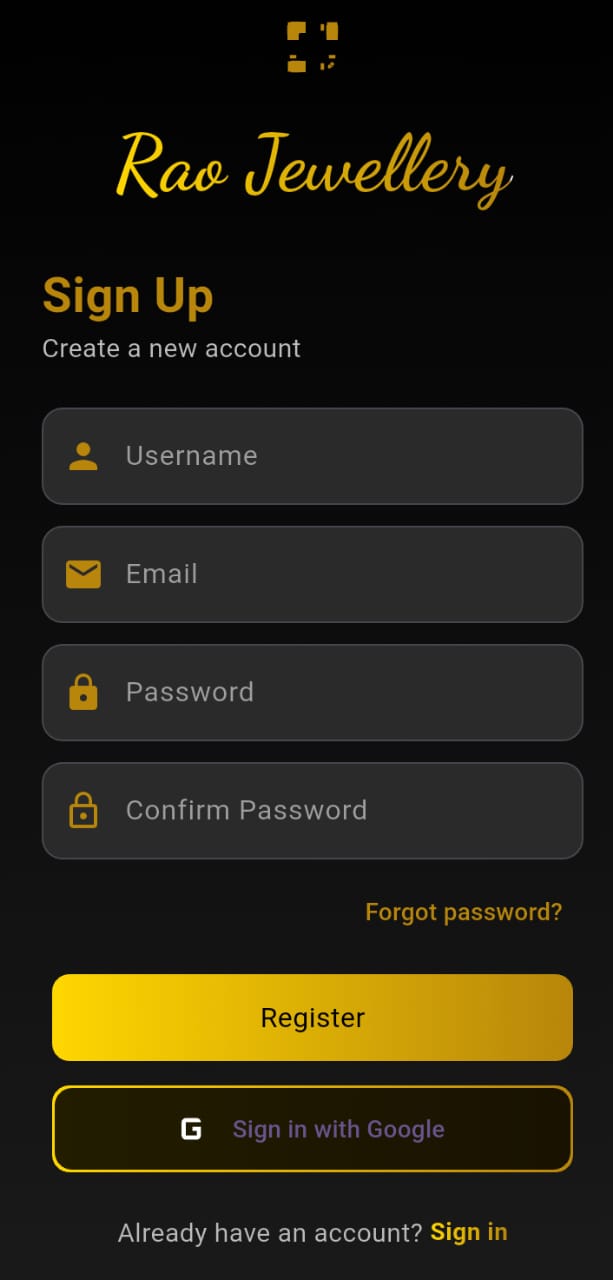 Rao Jewellery
Sign Up
Create a new account
Username
Email
Password
Confirm Password
Forgot password?
Register
G Sign in with Google
Already have an account? Sign in